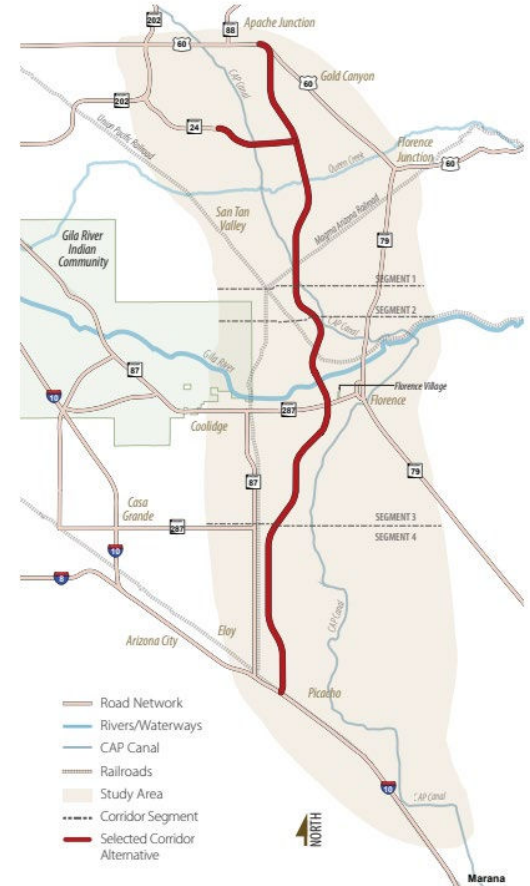 202
88
Apache Junction
60
CAP Canal
Gold Canyon
60
202
24
Union Pacific Railroad
Florence
Junction
60
Queen Creek
Magma Arizona Railroad
San Tan
Valley
79
Gila River
Indian
Community
SEGMENT 1
SEGMENT 2
CAP Canal
87
Gila River
Florence Village
10
287
Florence
Coolidge
79
87
Casa
Grande
287
SEGMENT 3
SEGMENT 4
10
8
CAP Canal
Arizona City
Eloy
Picacho
Road Network
Rivers/Waterways
CAP Canal
Railroads
Study Area
Corridor Segment
Selected Corridor
Alternative
NORTH
10
CAP Canal
Marana